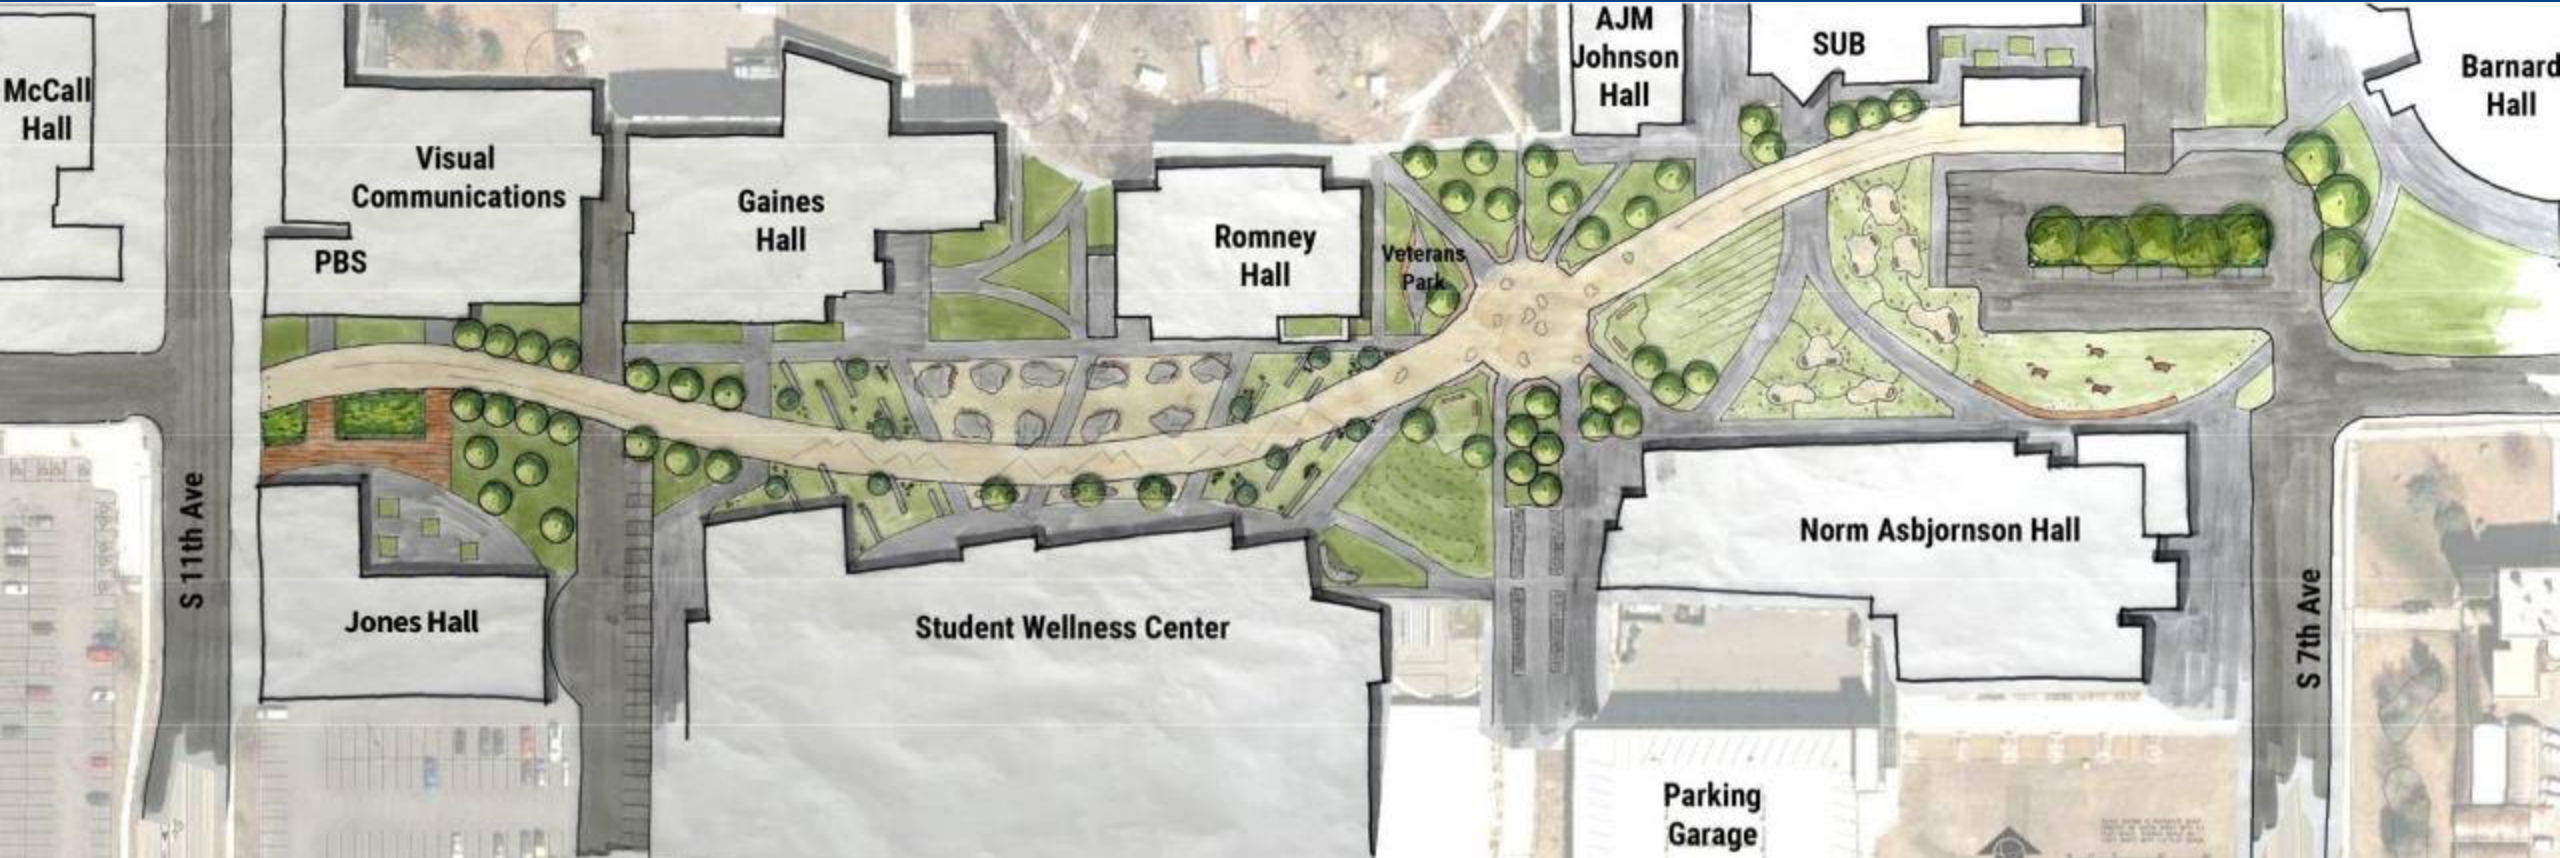 McCall
Hall
Visual
Communications
PBS
Gaines
Hall
Romney
Hall
Veterans
Park
AJM
Johnson
Hall
SUB
Barnard
Hall
S 11th Ave
Jones Hall
Student Wellness Center
Norm Asbjornson Hall
S 7th Ave
Parking
Garage